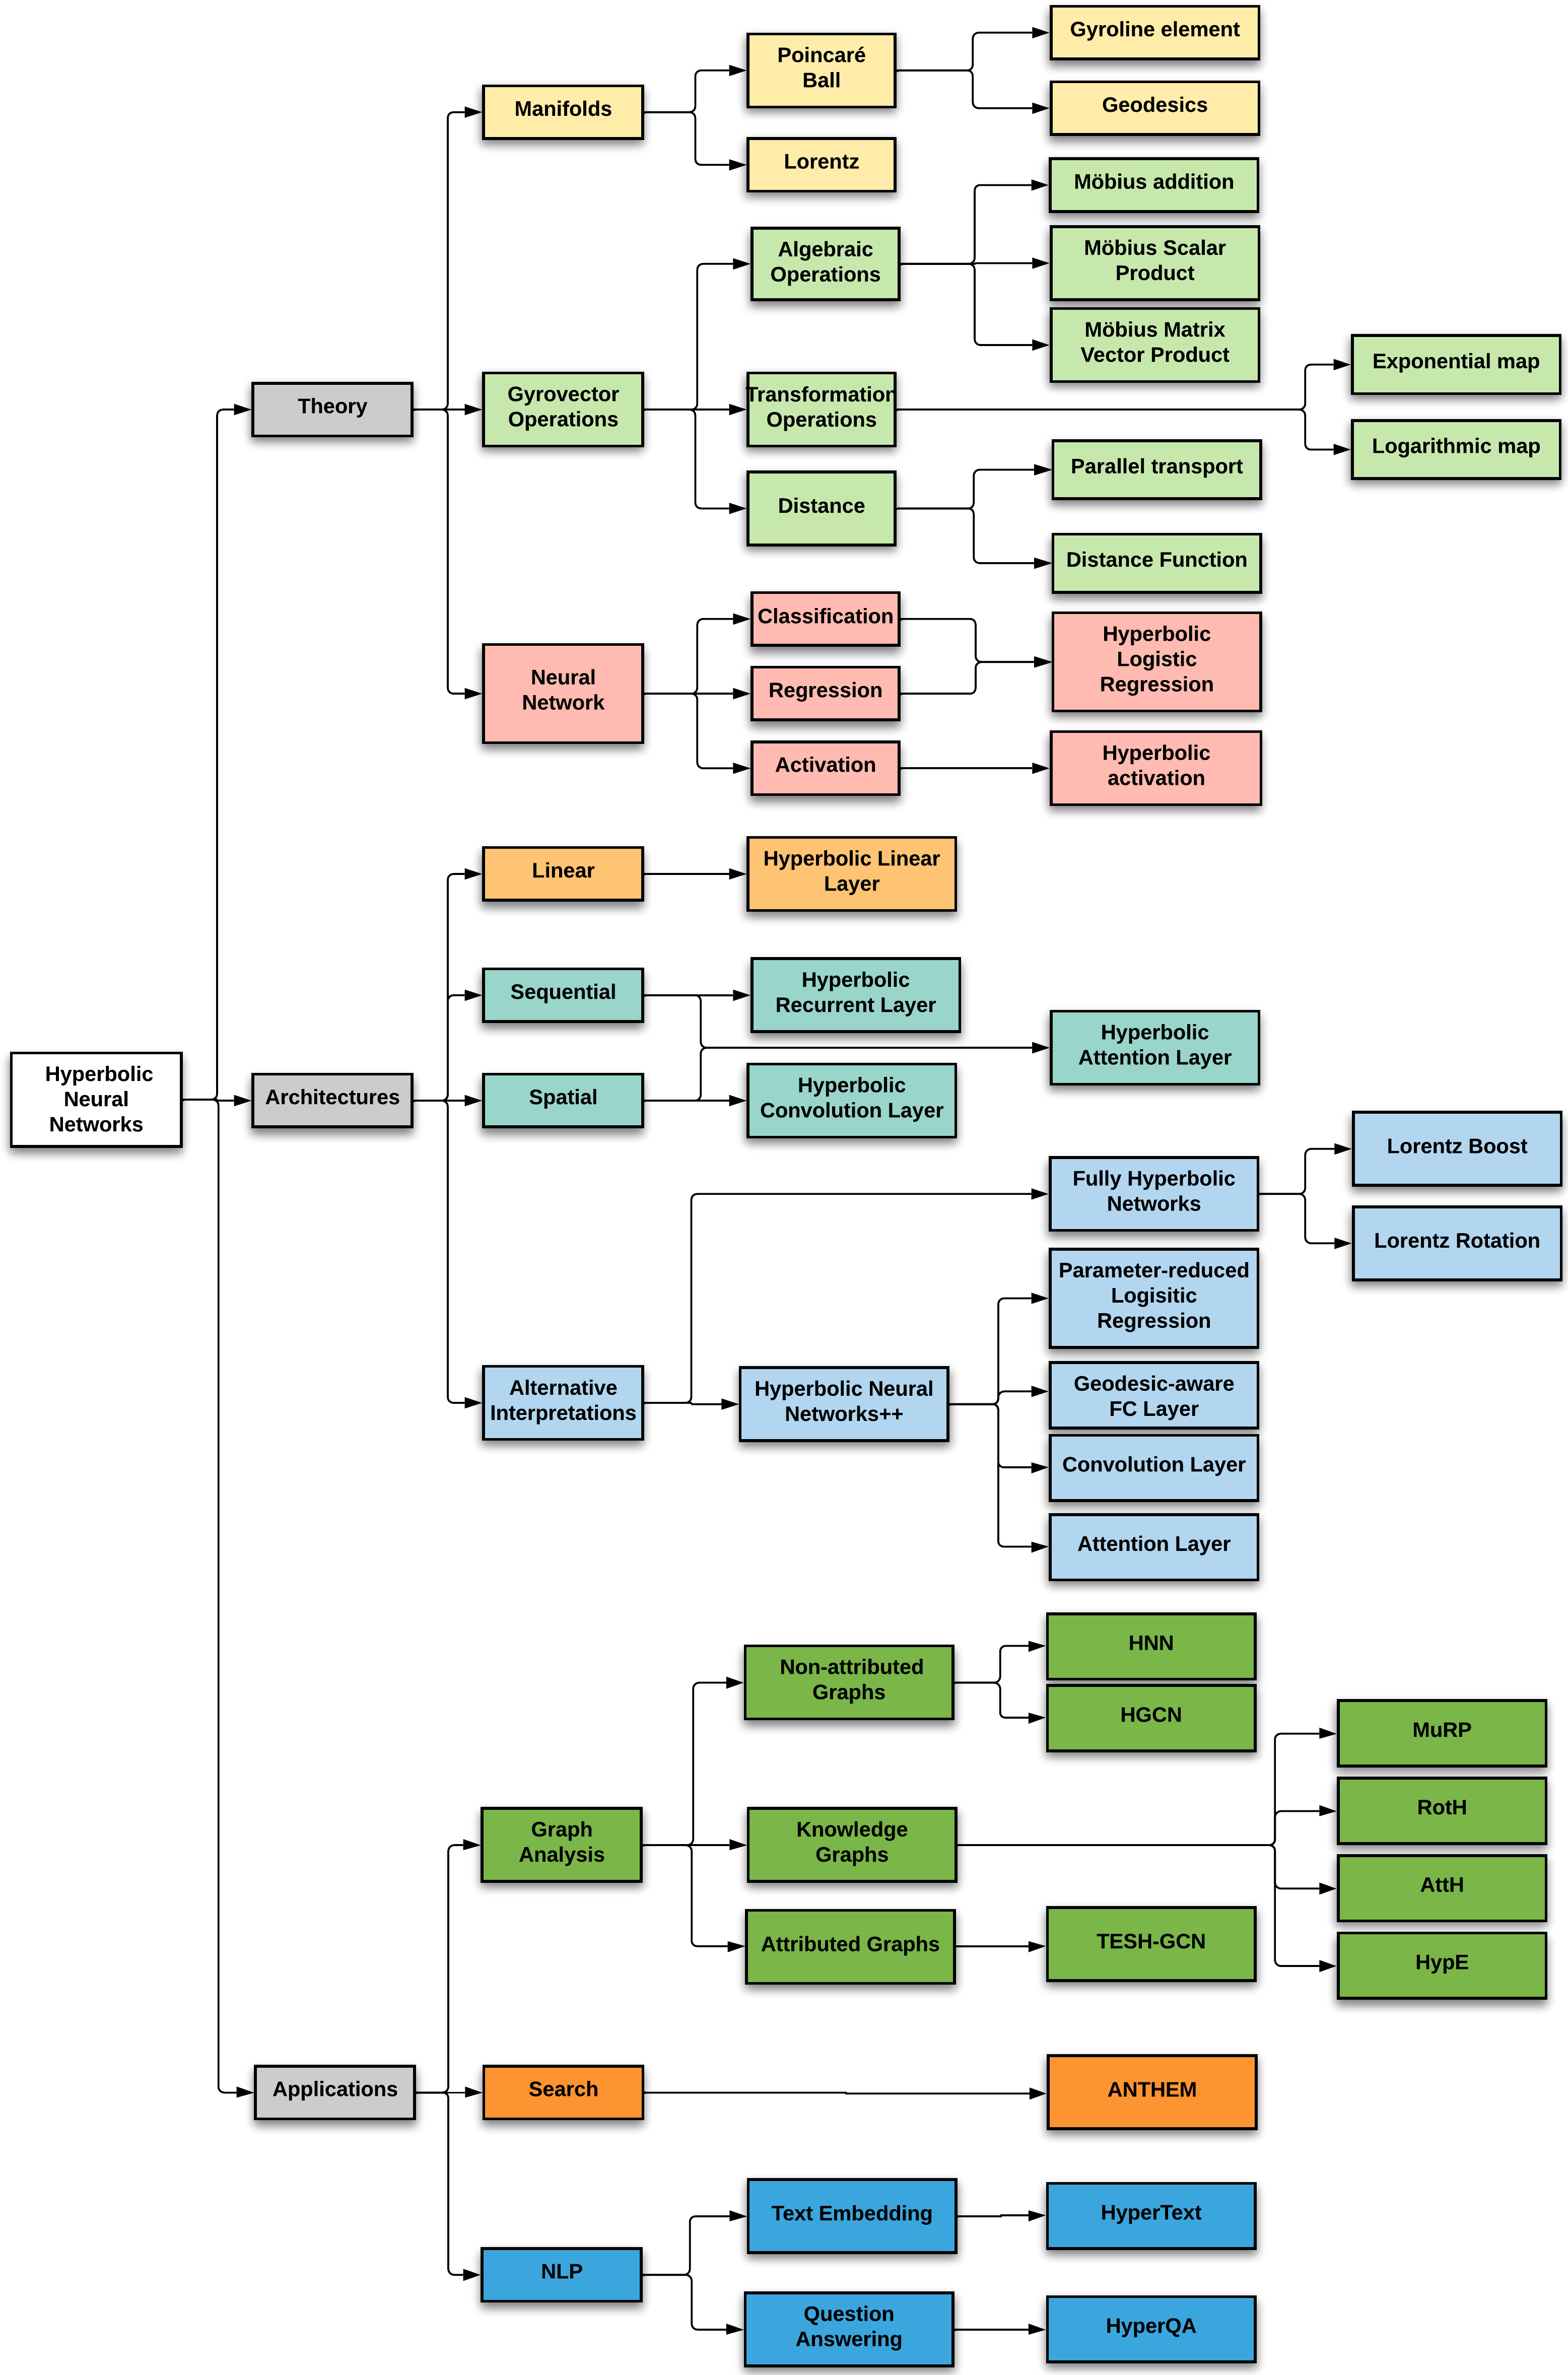 Hyperbolic
Neural
Networks
Theory
Manifolds
Poincaré
Ball
Gyroline element
Geodesics
Lorentz
Gyrovector
Operations
Algebraic
Operations
Möbius addition
Möbius Scalar
Product
Möbius Matrix
Vector Product
Transformation
Operations
Exponential map
Logarithmic map
Distance
Parallel transport
Distance Function
Neural
Network
Classification
Regression
Hyperbolic
Logistic
Regression
Activation
Hyperbolic
activation
Architectures
Linear
Hyperbolic Linear
Layer
Sequential
Hyperbolic
Recurrent Layer
Hyperbolic
Attention Layer
Spatial
Hyperbolic
Convolution Layer
Alternative
Interpretations
Fully Hyperbolic
Networks
Lorentz Boost
Lorentz Rotation
Hyperbolic Neural
Networks++
Parameter-reduced
Logisitic
Regression
Geodesic-aware
FC Layer
Convolution Layer
Attention Layer
Applications
Graph
Analysis
Non-attributed
Graphs
HNN
HGCN
Knowledge
Graphs
MuRP
RotH
AttH
HypE
Attributed Graphs
TESH-GCN
Search
ANTHEM
NLP
Text Embedding
HyperText
Question
Answering
HyperQA